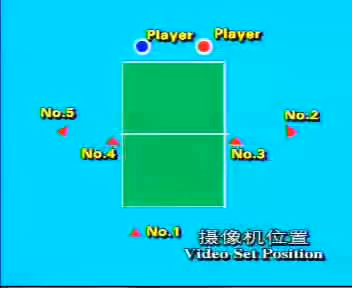 Player
Player
No.5
No.2
No.4
No.3
No.1
摄像机位置
Video Set Position